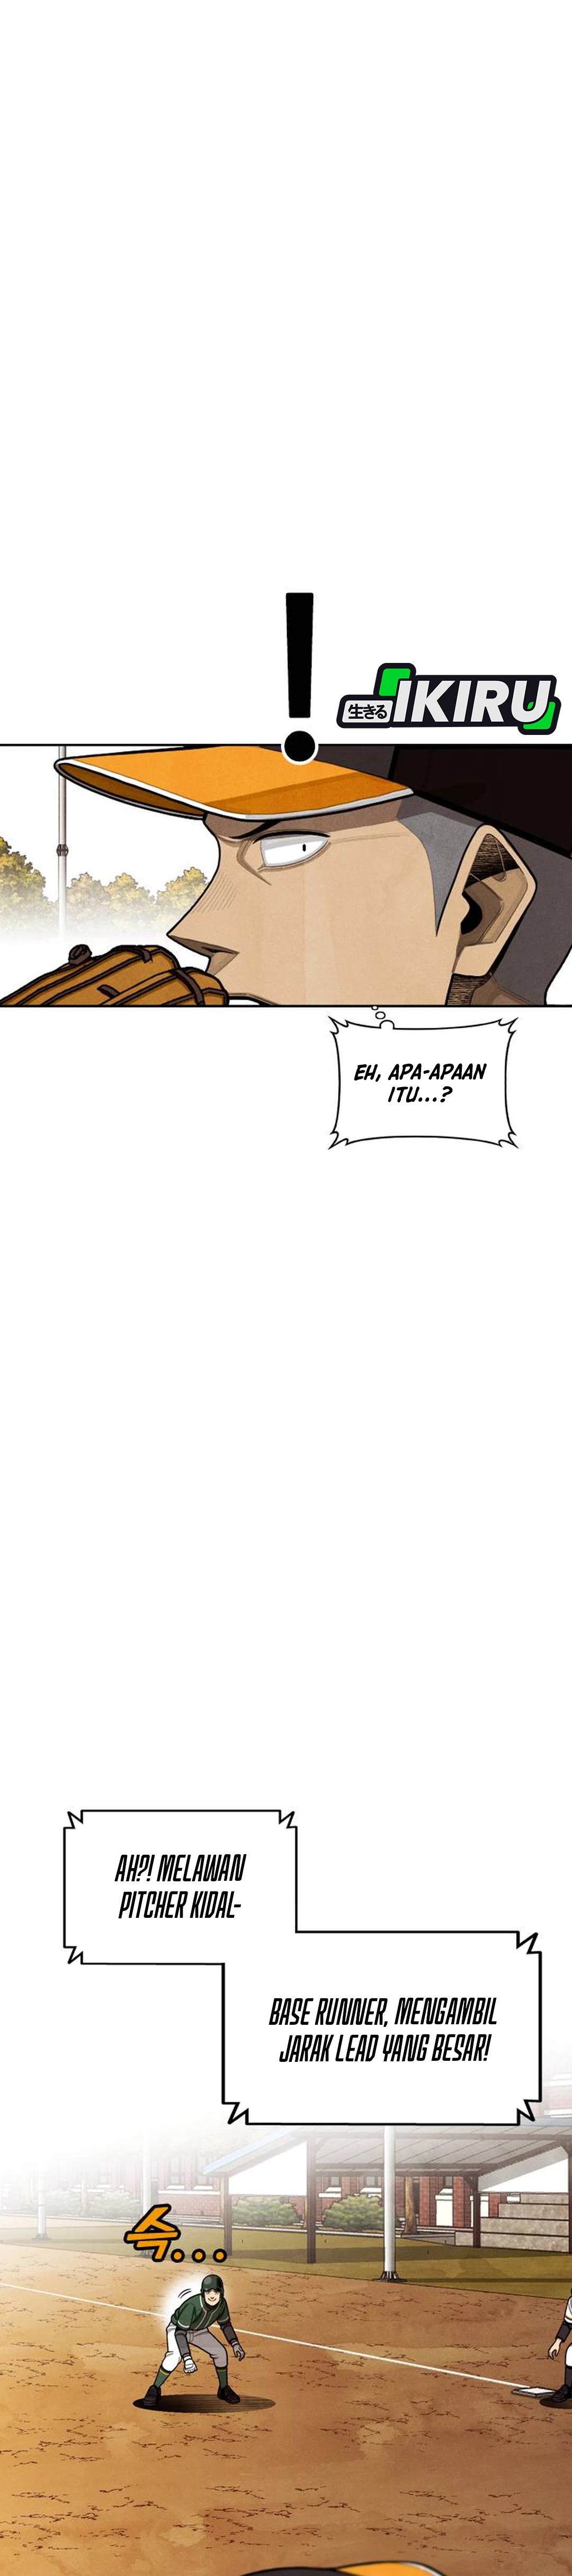 生きる IKIRU
EH, APA-APAAN
ITU...?
AH?! MELAWAN
PITCHER KIDAL-
BASE RUNNER, MENGAMBIL
JARAK LEAD YANG BESAR!
슥...